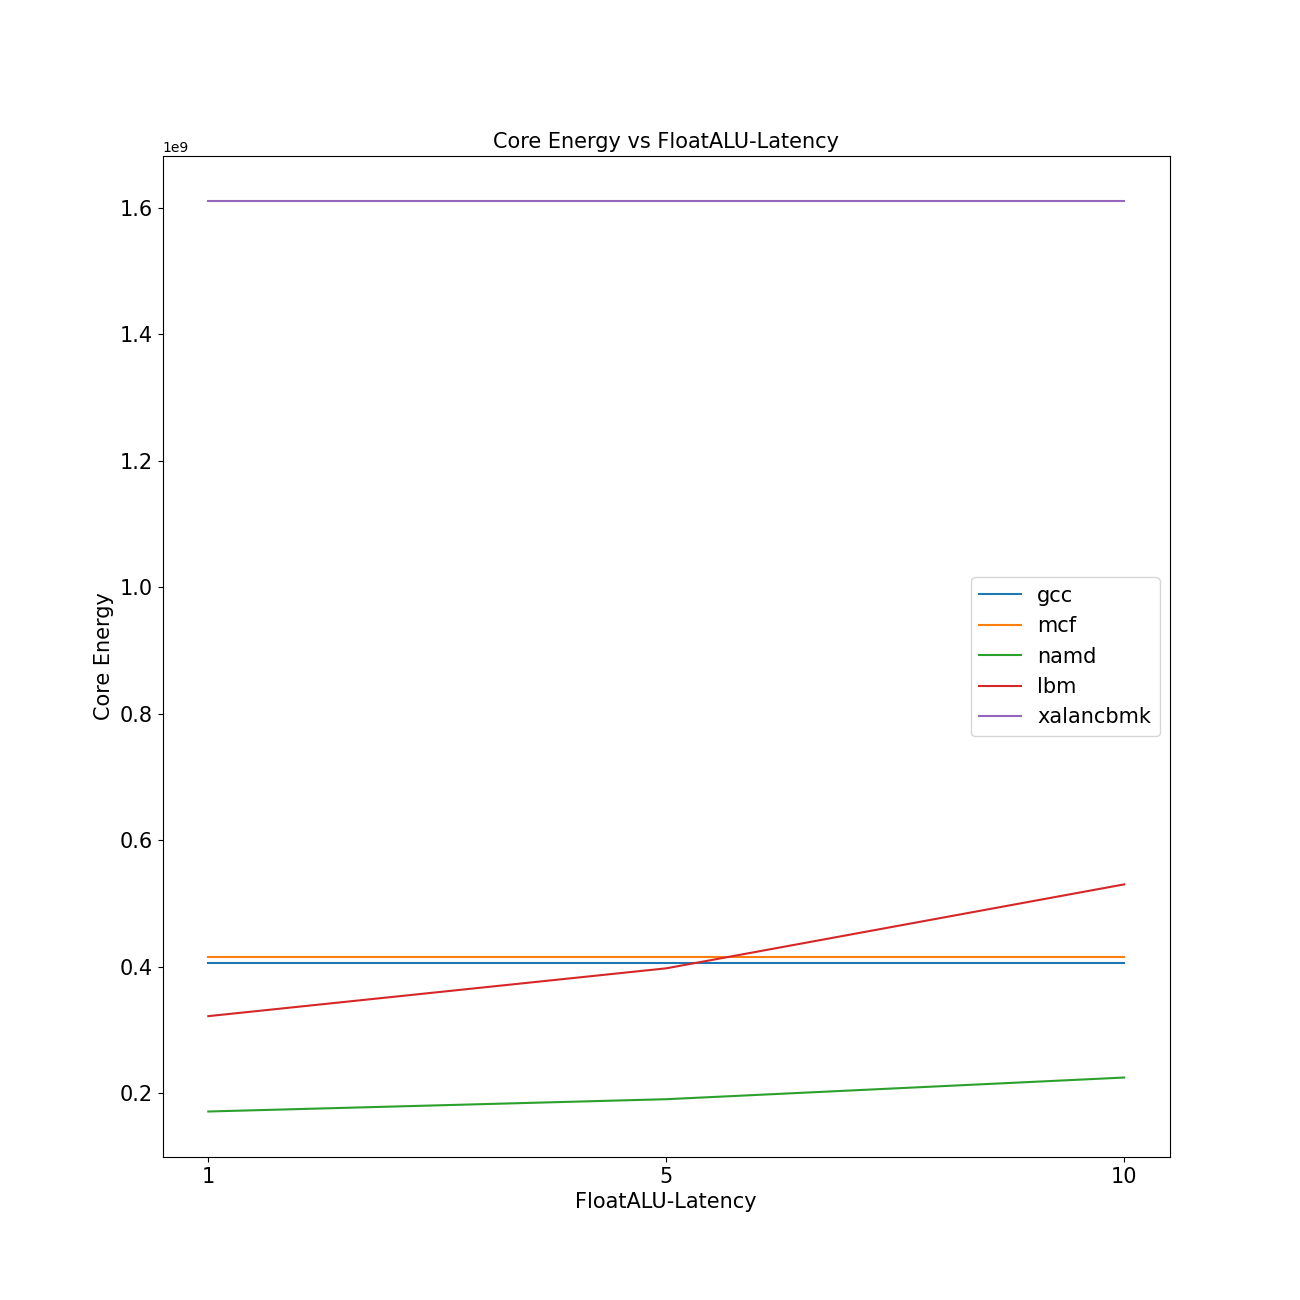 Core Energy vs FloatALU-Latency
1e9
1.6
1.4
1.2
1.0
0.8
0.6
0.4
0.2
Core Energy
gcc
mcf
namd
lbm
xalancbmk
1 5 10
FloatALU-Latency